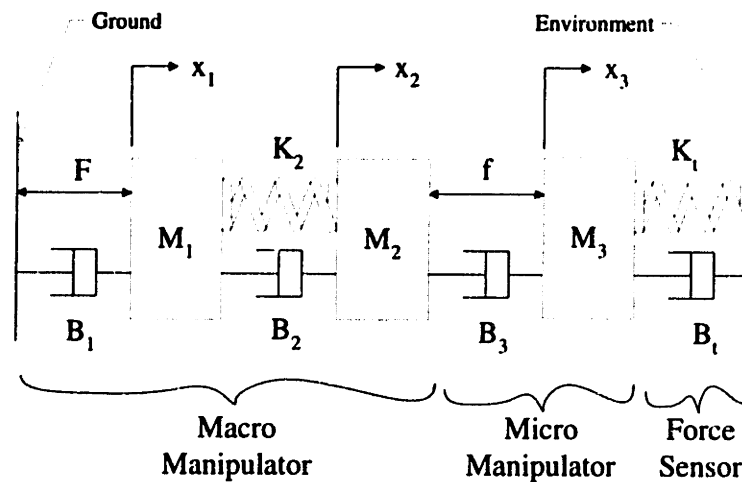 Ground
Environment
x1
x2
x3
F
K2
f
Kt
M1
M2
M3
B1
B2
B3
Bt
Macro
Manipulator
Micro
Manipulator
Force
Sensor